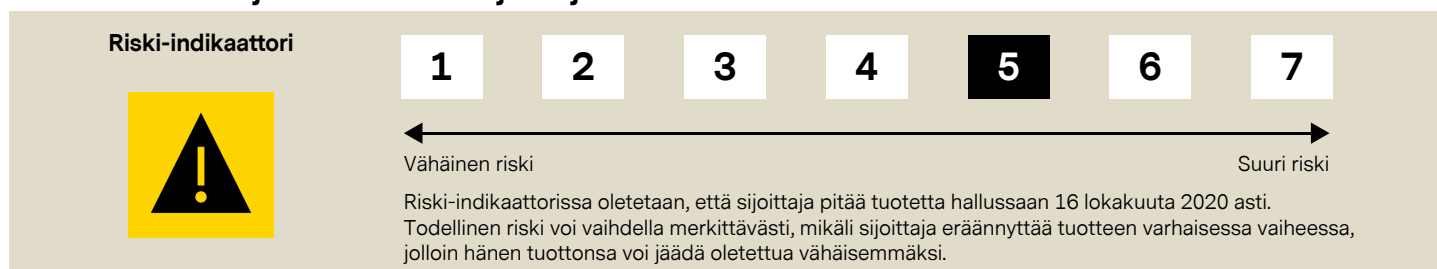 Riski-indikaattori
1 2 3 4 5 6 7
Vähäinen riski Suuri riski
Riski-indikaattorissa oletetaan, että sijoittaja pitää tuotetta hallussaan 16 lokakuuta 2020 asti.
Todellinen riski voi vaihdella merkittävästi, mikäli sijoittaja eräännyttää tuotteen varhaisessa vaiheessa,
jolloin hänen tuottonsa voi jäädä oletettua vähäisemmäksi.